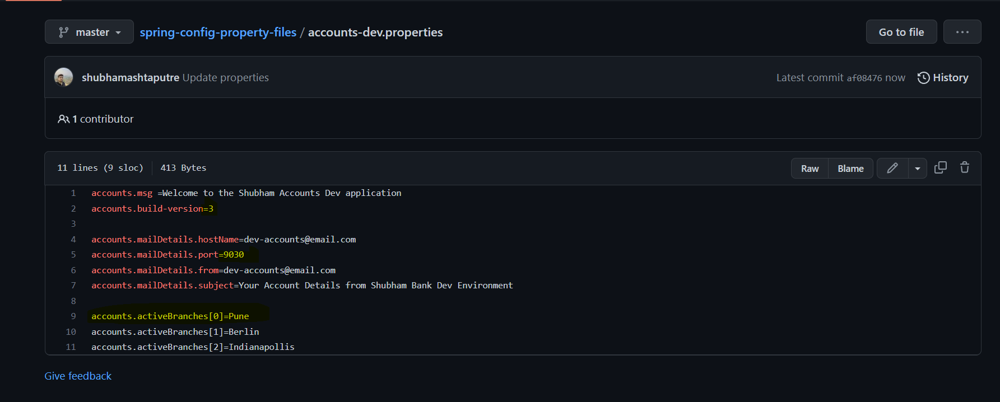 master spring-config-property-files / accounts-dev.properties Go to file ...
shubhamashtaputre Update properties Latest commit af08476 now History
1 contributor
11 lines (9 sloc) 413 Bytes Raw Blame
1 accounts.msg =Welcome to the Shubham Accounts Dev application
2 accounts.build-version=3
3
4 accounts.mailDetails.hostName=dev-accounts@email.com
5 accounts.mailDetails.port=9030
6 accounts.mailDetails.from=dev-accounts@email.com
7 accounts.mailDetails.subject=Your Account Details from Shubham Bank Dev Environment
8
9 accounts.activeBranches[0]=Pune
10 accounts.activeBranches[1]=Berlin
11 accounts.activeBranches[2]=Indianapollis
Give feedback